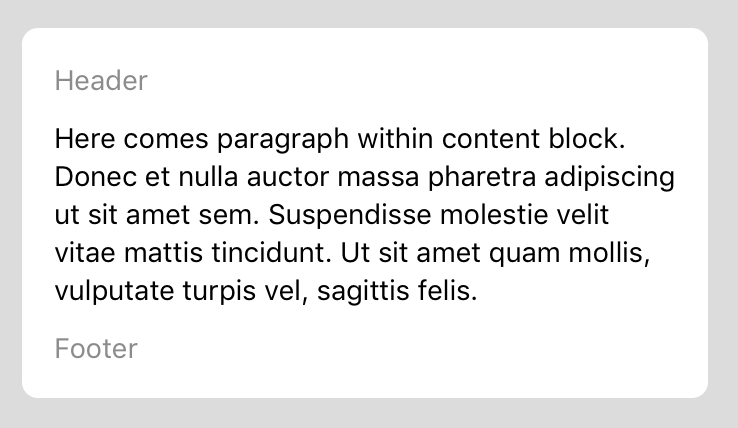 Header
Here comes paragraph within content block.
Donec et nulla auctor massa pharetra adipiscing
ut sit amet sem. Suspendisse molestie velit
vitae mattis tincidunt. Ut sit amet quam mollis,
vulputate turpis vel, sagittis felis.
Footer